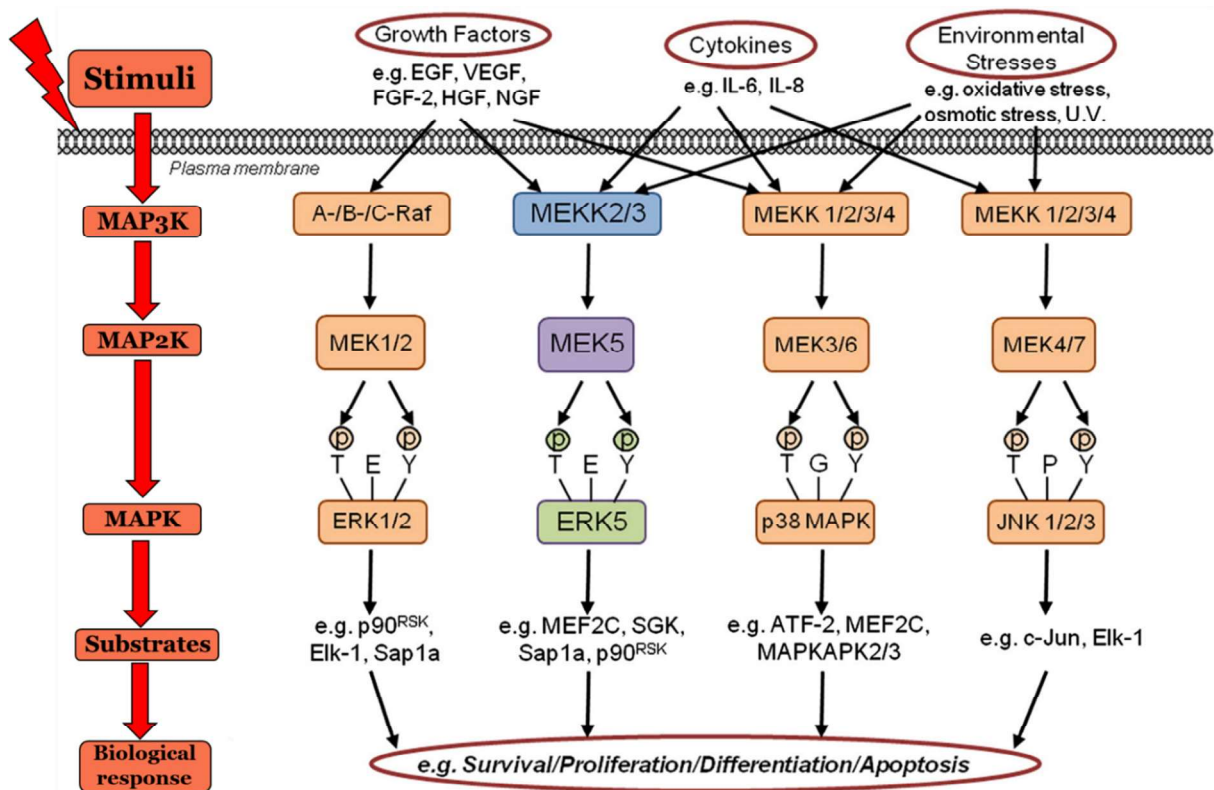 Stimuli
Growth Factors
e.g. EGF, VEGF,
FGF-2, HGF, NGF
Cytokines
e.g. IL-6, IL-8
Environmental
Stresses
e.g. oxidative stress,
osmotic stress, U.V.
Plasma membrane
MAP3K
A-/B-/C-Raf
MEKK2/3
MEKK 1/2/3/4
MEKK 1/2/3/4
MAP2K
MEK1/2
MEK5
MEK3/6
MEK4/7
p p
p p
p p
p p
T E Y
T E Y
T G Y
T P Y
MAPK
ERK1/2
ERK5
p38 MAPK
JNK 1/2/3
Substrates
e.g. p90RSK,
Elk-1, Sap1a
e.g. MEF2C, SGK,
Sap1a, p90RSK
e.g. ATF-2, MEF2C,
MAPKAPK2/3
e.g. c-Jun, Elk-1
Biological
response
e.g. Survival/Proliferation/Differentiation/Apoptosis